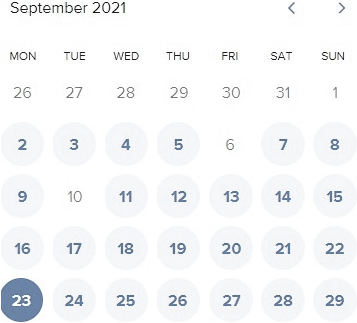 September 2021
MON TUE WED THU FRI SAT SUN
26 27 28 29 30 31 1
2 3 4 5 6 7 8
9 10 11 12 13 14 15
16 17 18 19 20 21 22
23 24 25 26 27 28 29